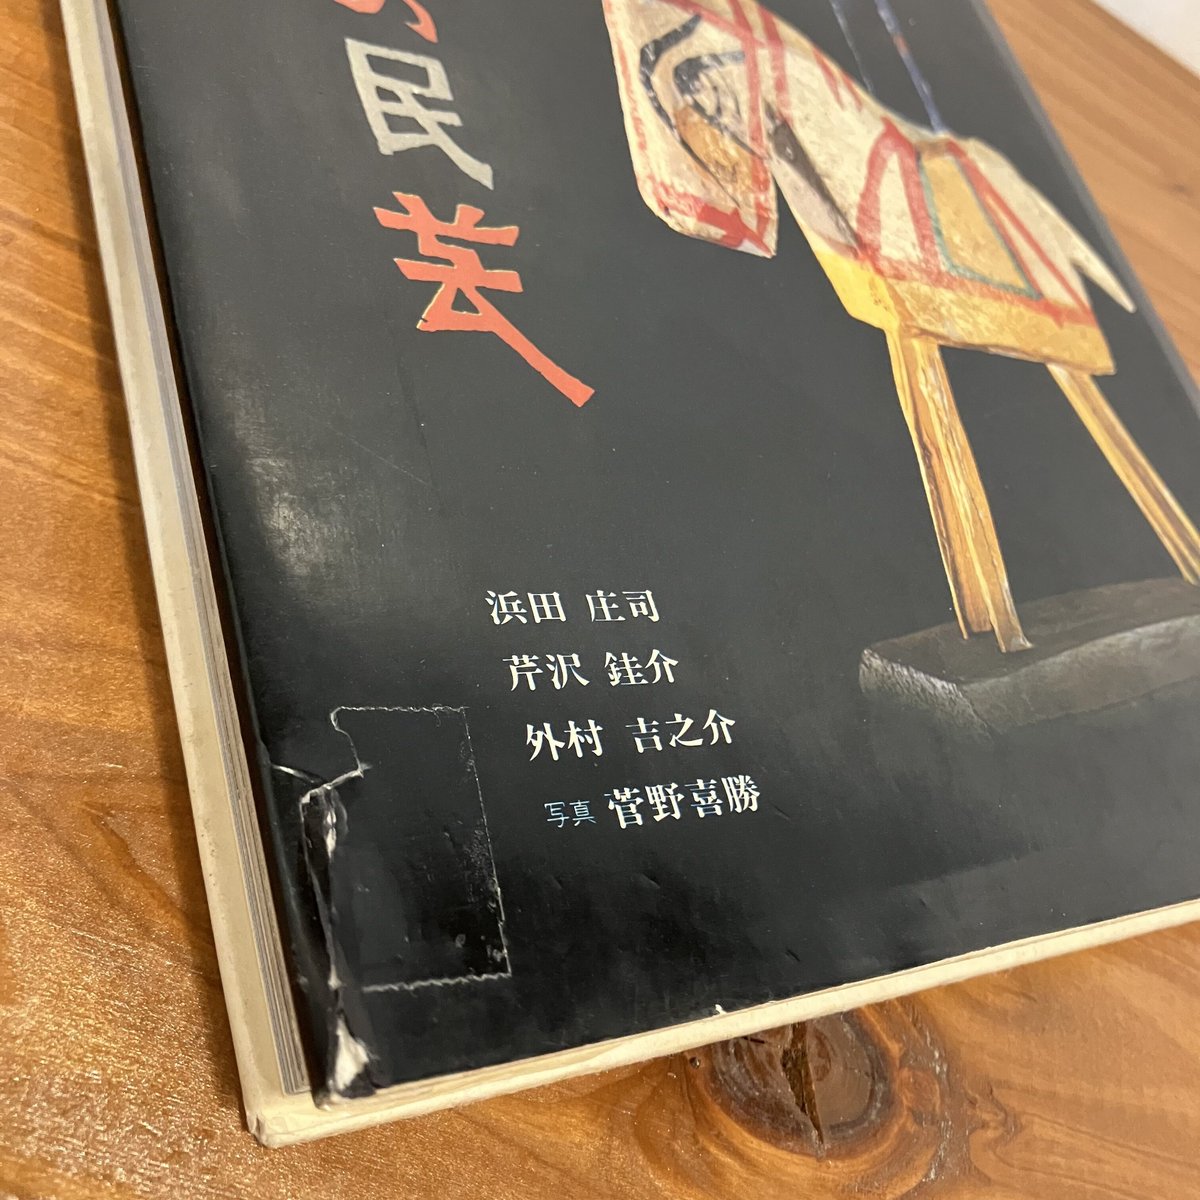 民芸
浜田 庄司
芹沢 銈介
外村 吉之介
写真 菅野喜勝